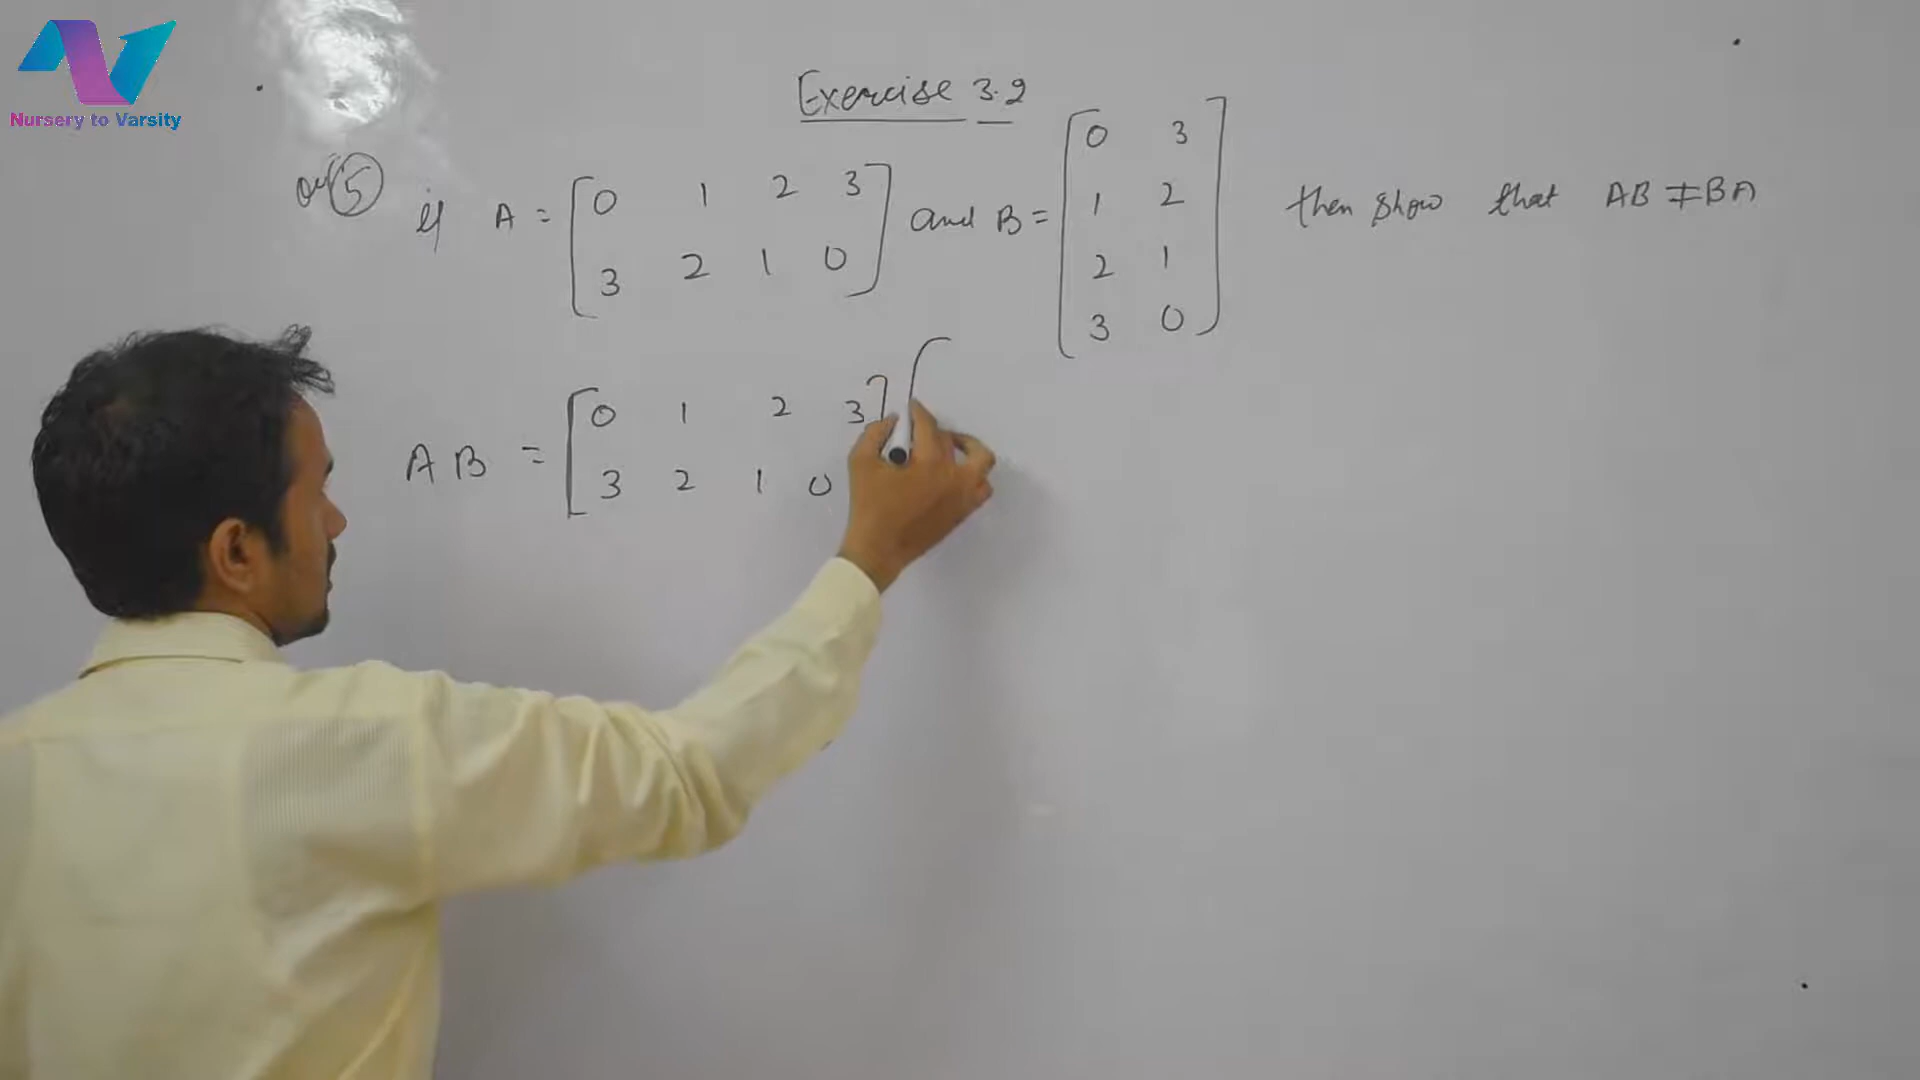 Nursery to Varsity
Exercise 3.2
Q# 5 if A = [0 1 2 3 and B = [0 3 then show that AB ≠ BA
3 2 1 0] 1 2
2 1
3 0]
AB = [0 1 2 3] [
3 2 1 0